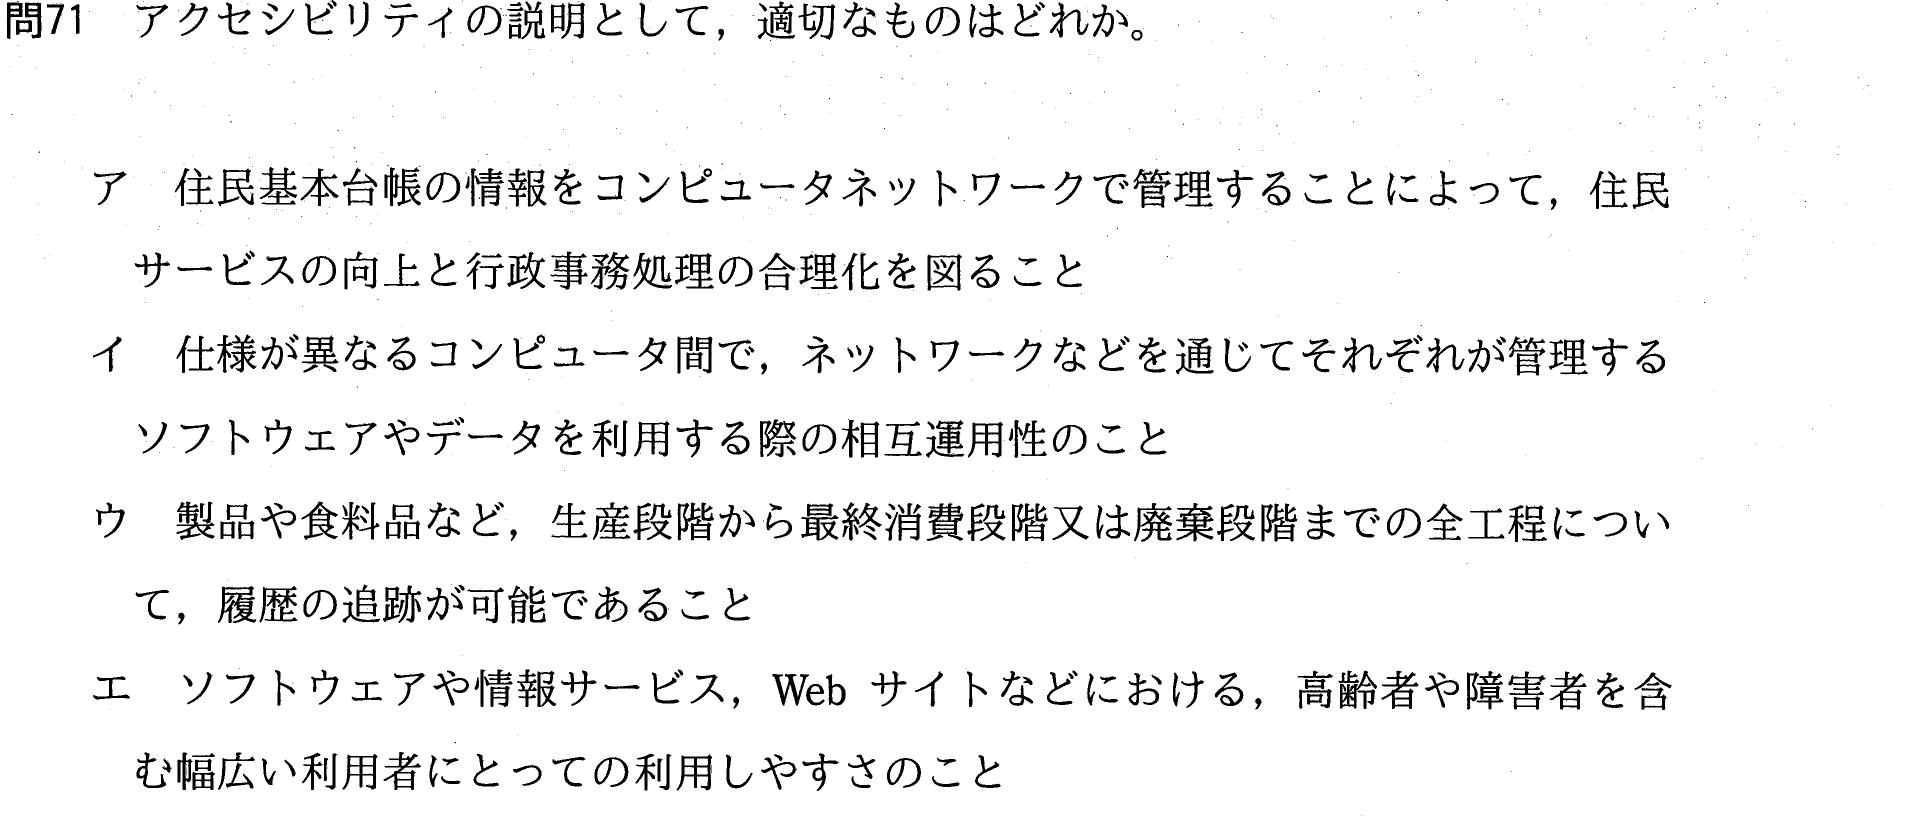 問71　アクセシビリティの説明として，適切なものはどれか。
ア　住民基本台帳の情報をコンピュータネットワークで管理することによって，住民
サービスの向上と行政事務処理の合理化を図ること
イ　仕様が異なるコンピュータ間で，ネットワークなどを通じてそれぞれが管理する
ソフトウェアやデータを利用する際の相互運用性のこと
ウ　製品や食料品など，生産段階から最終消費段階又は廃棄段階までの全工程につい
て，履歴の追跡が可能であること
エ　ソフトウェアや情報サービス，Web サイトなどにおける，高齢者や障害者を含
む幅広い利用者にとっての利用しやすさのこと